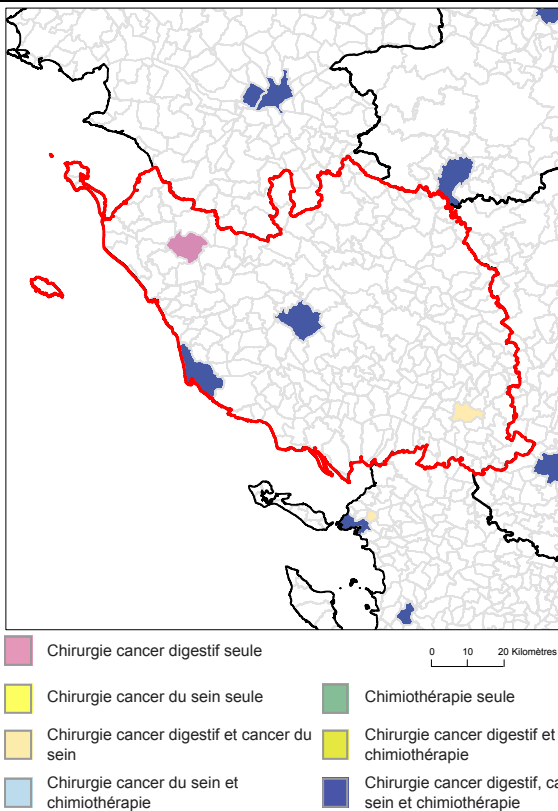 Chirurgie cancer digestif seule
0 10 20 Kilomètres
Chirurgie cancer du sein seule
Chimiothérapie seule
Chirurgie cancer digestif et cancer du
sein
Chirurgie cancer digestif et
chimiothérapie
Chirurgie cancer du sein et
chimiothérapie
Chirurgie cancer digestif, ca
sein et chimiothérapie